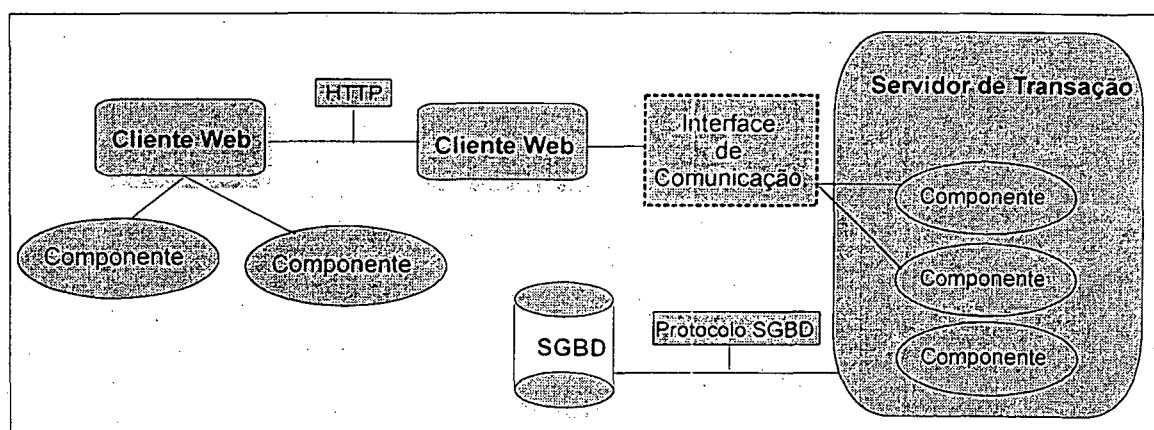 HTTP
Cliente Web
Cliente Web
Interface
de
Comunicação
Servidor de Transação
Componente
Componente
Componente
Componente
Componente
SGBD
Protocolo SGBD